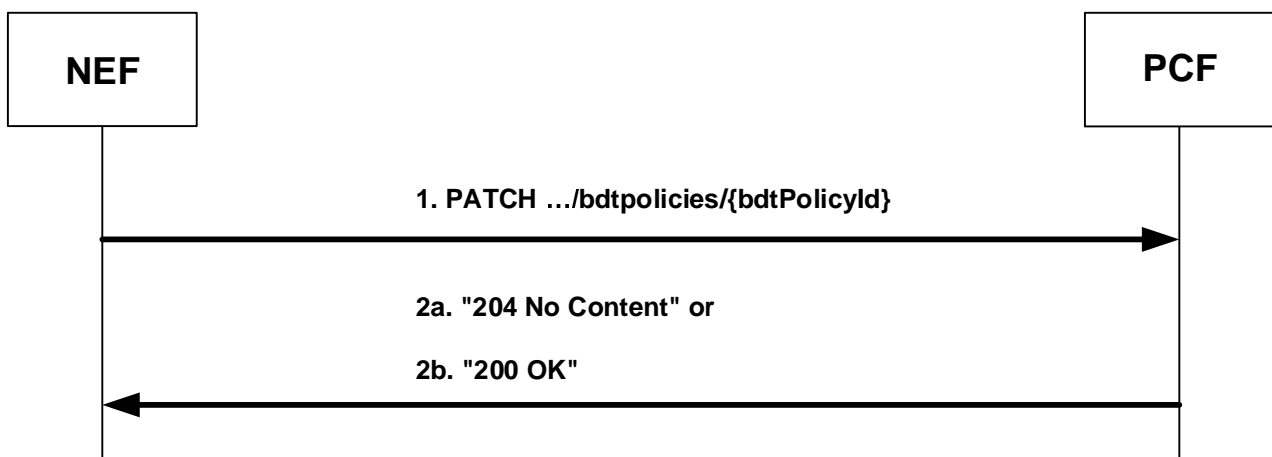 NEF
PCF
1. PATCH …/bdtpolicies/{bdtPolicyId}
2a. "204 No Content" or
2b. "200 OK"